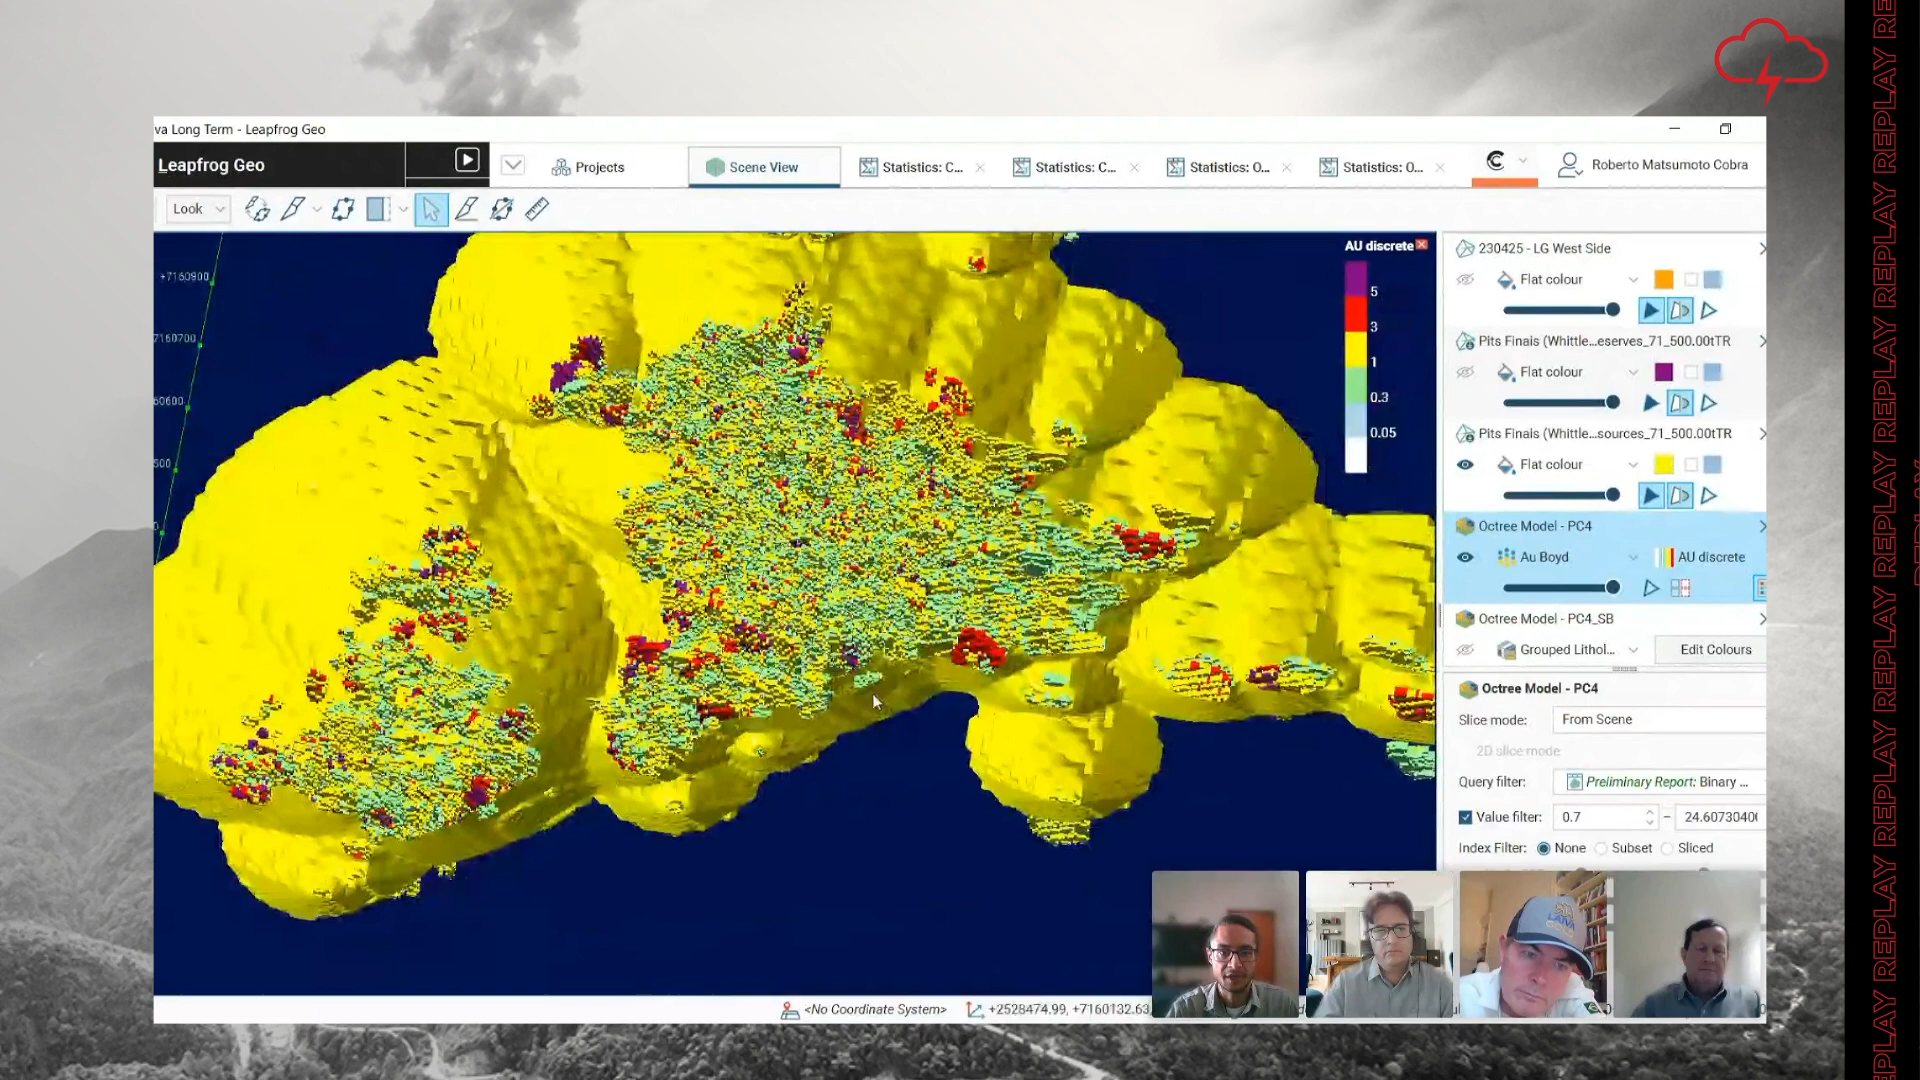 va Long Term - Leapfrog Geo
Leapfrog Geo
Projects
Scene View
Statistics: C...
Statistics: C...
Statistics: O...
Statistics: O...
Roberto Matsumoto Cobra
Look
+7160800
7160700
60600
500
AU discrete
5
3
1
0.3
0.05
230425 - LG West Side
Flat colour
Pits Finais (Whittle...eserves_71_500.00tTR
Flat colour
Pits Finais (Whittle...sources_71_500.00tTR
Flat colour
Octree Model - PC4
Au Boyd
AU discrete
Octree Model - PC4_SB
Grouped Lithol...
Edit Colours
Octree Model - PC4
Slice mode:
From Scene
2D slice mode
Query filter:
Preliminary Report: Binary ...
Value filter:
0.7
–
24.6073040
Index Filter:
None
Subset
Sliced
<No Coordinate System>
+2528474.99, +7160132.63
REPLAY REPLAY REPLAY REPLAY REPLAY REPLAY REPLAY